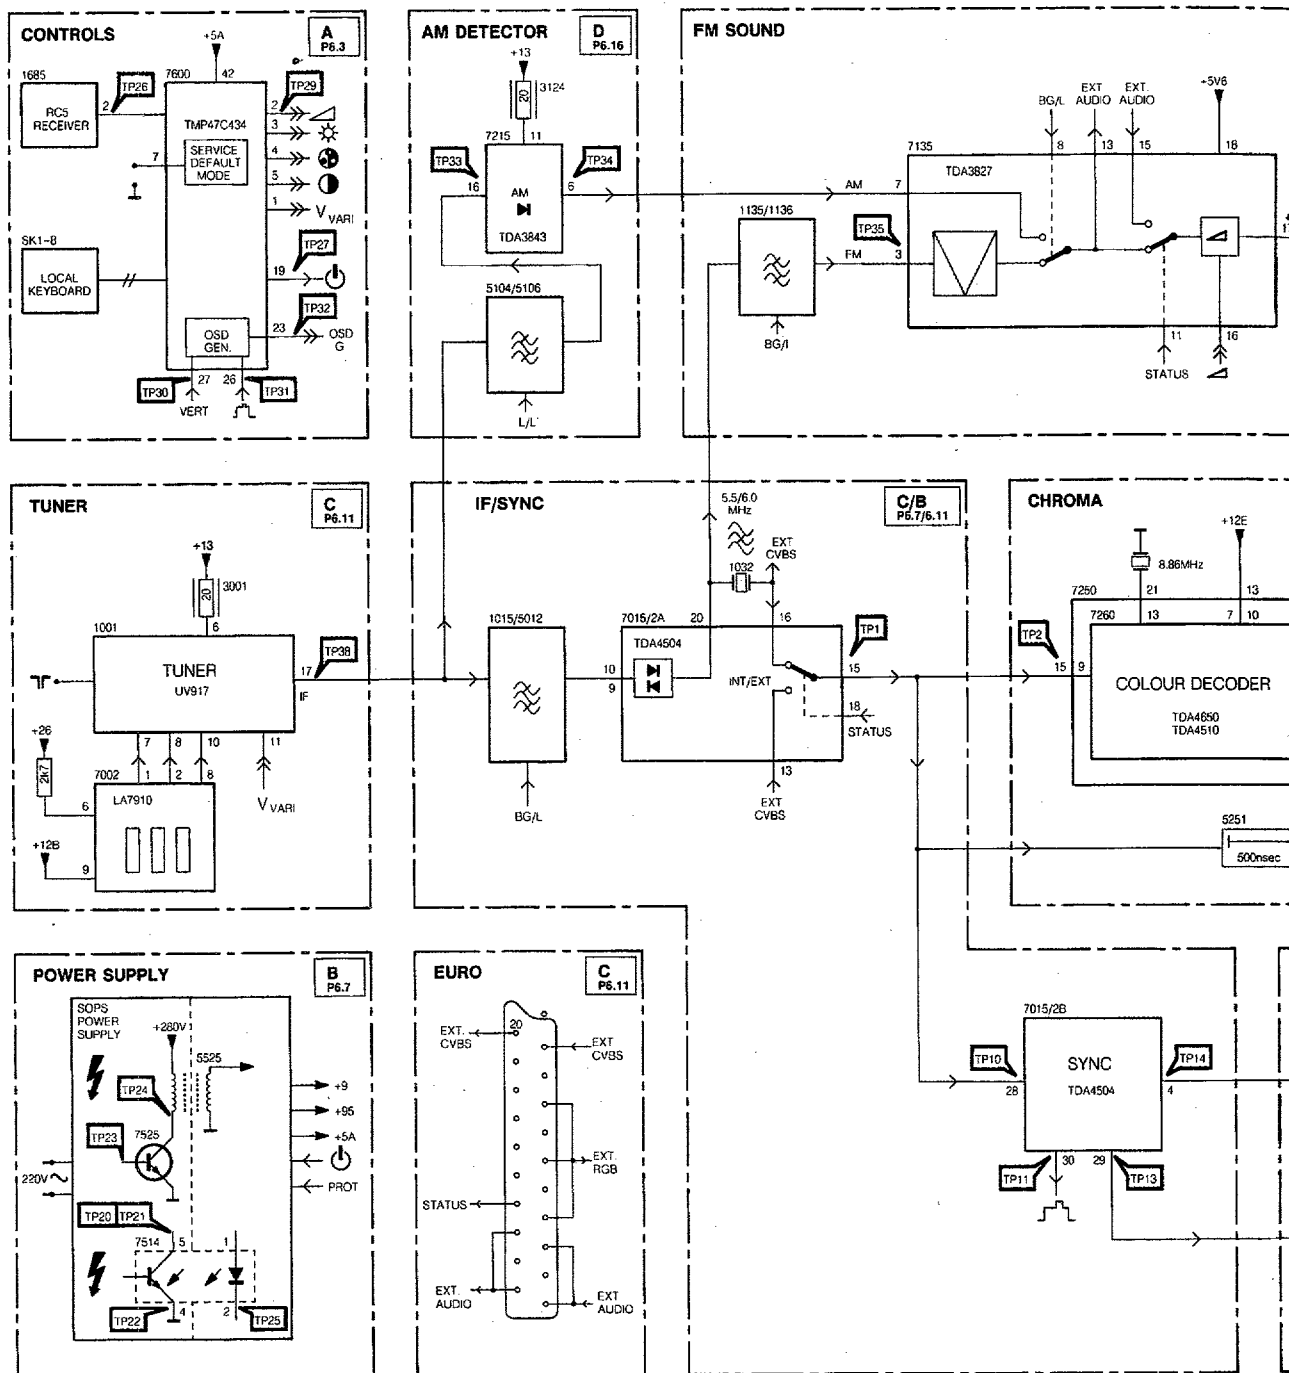 CONTROLS
A
P6.3
+5A
1685
7600
42
2
TP26
TP29
RC5
RECEIVER
TMP47C434
2
3
SERVICE
DEFAULT
MODE
7
4
5
1
V VARI
SK1-8
LOCAL
KEYBOARD
TP27
19
TP32
OSD
GEN.
23
OSD
G
TP30
27
26
TP31
VERT
AM DETECTOR
D
P6.16
+13
20
3124
7215
11
TP33
TP34
16
6
AM
TDA3843
5104/5106
L/L'
FM SOUND
EXT
AUDIO
EXT.
AUDIO
+5V6
BG/L
7135
8
13
15
18
TDA3827
AM
7
1135/1136
TP35
FM
3
BG/I
11
16
STATUS
TUNER
C
P6.11
+13
20
3001
1001
6
TUNER
UV917
17
TP38
IF
+26
7
8
10
11
2k7
7002
1
2
8
LA7910
6
V VARI
+12B
9
IF/SYNC
C/B
P6.7/6.11
5.5/6.0
MHz
EXT
CVBS
1032
1015/5012
7015/2A
20
16
TDA4504
TP1
10
9
INT/EXT
15
18
STATUS
13
EXT
CVBS
BG/L
CHROMA
+12E
8.86MHz
7250
21
13
7260
13
7
10
TP2
15
9
COLOUR DECODER
TDA4650
TDA4510
5251
500nsec
POWER SUPPLY
B
P6.7
SOPS
POWER
SUPPLY
+280V
5525
TP24
+9
+95
+5A
TP23
7525
220V
PROT
TP20
TP21
7514
5
1
4
2
TP22
TP25
EURO
C
P6.11
20
EXT.
CVBS
EXT
CVBS
EXT.
RGB
STATUS
EXT.
AUDIO
EXT
AUDIO
7015/2B
TP10
SYNC
TDA4504
TP14
28
4
TP11
30
29
TP13